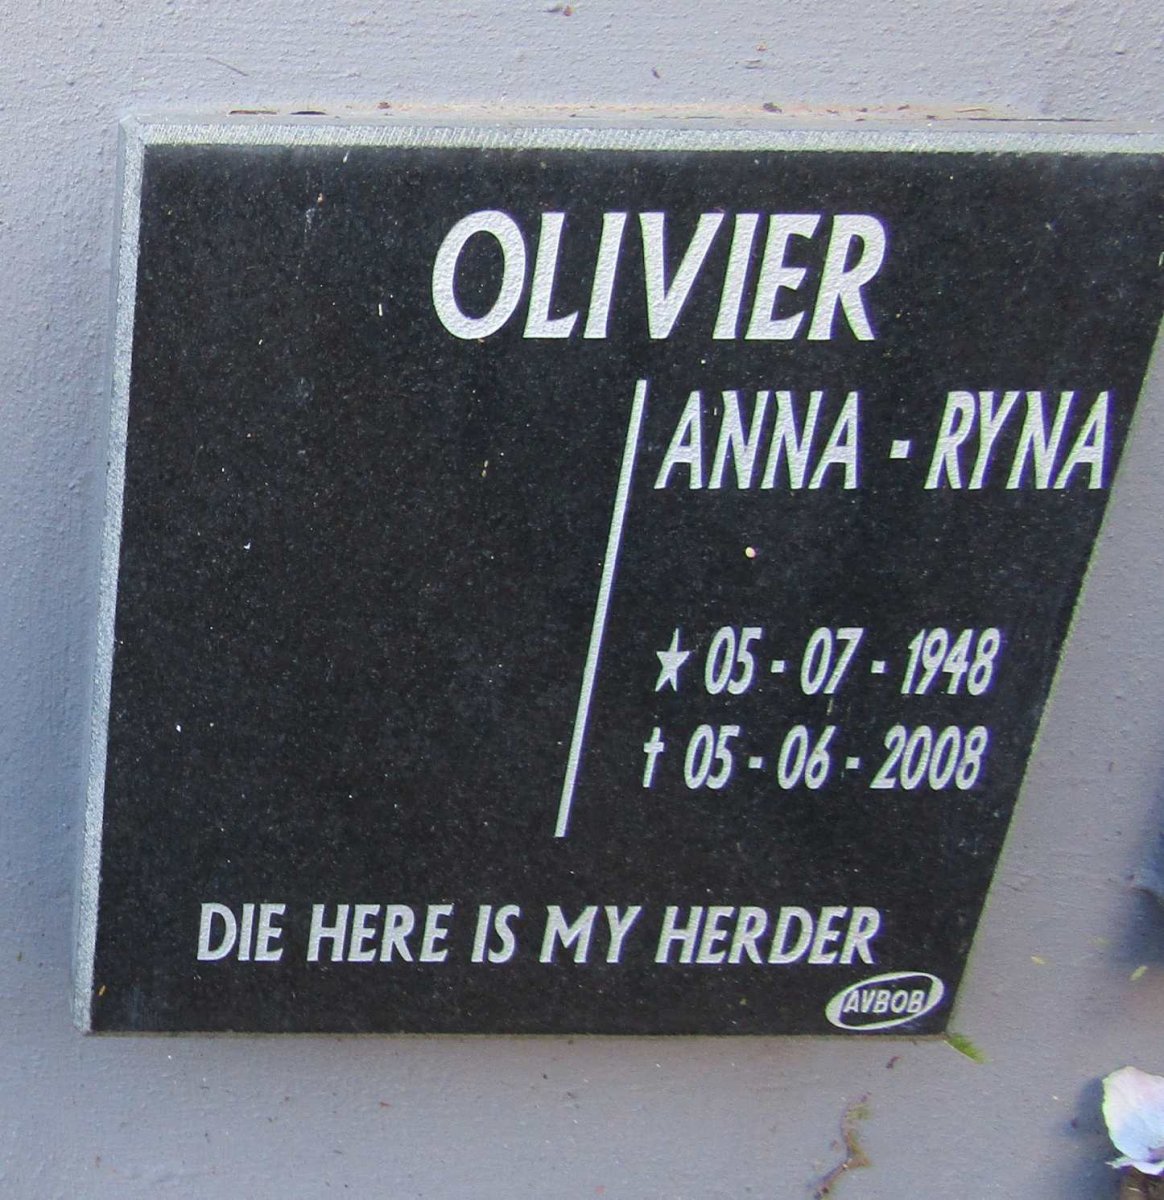 OLIVIER
ANNA - RYNA
★ 05 - 07 - 1948
† 05 - 06 - 2008
DIE HERE IS MY HERDER
AVBOB